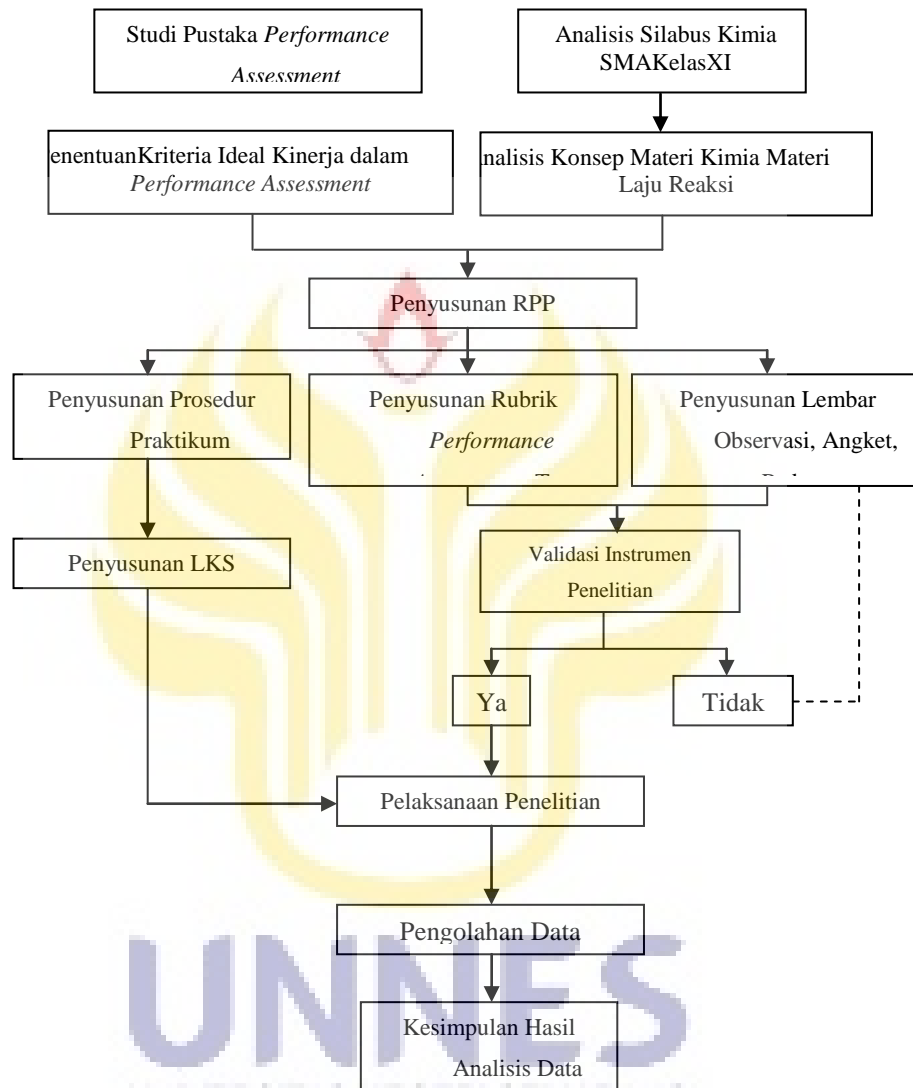 Studi Pustaka Performance
Assessment
Analisis Silabus Kimia
SMAKelasXI
enentuanKriteria Ideal Kinerja dalam
Performance Assessment
nalisis Konsep Materi Kimia Materi
Laju Reaksi
Penyusunan RPP
Penyusunan Prosedur
Praktikum
Penyusunan Rubrik
Performance
Penyusunan Lembar
Observasi, Angket,
Penyusunan LKS
Validasi Instrumen
Penelitian
Ya
Tidak
Pelaksanaan Penelitian
Pengolahan Data
UNNES
Kesimpulan Hasil
Analisis Data